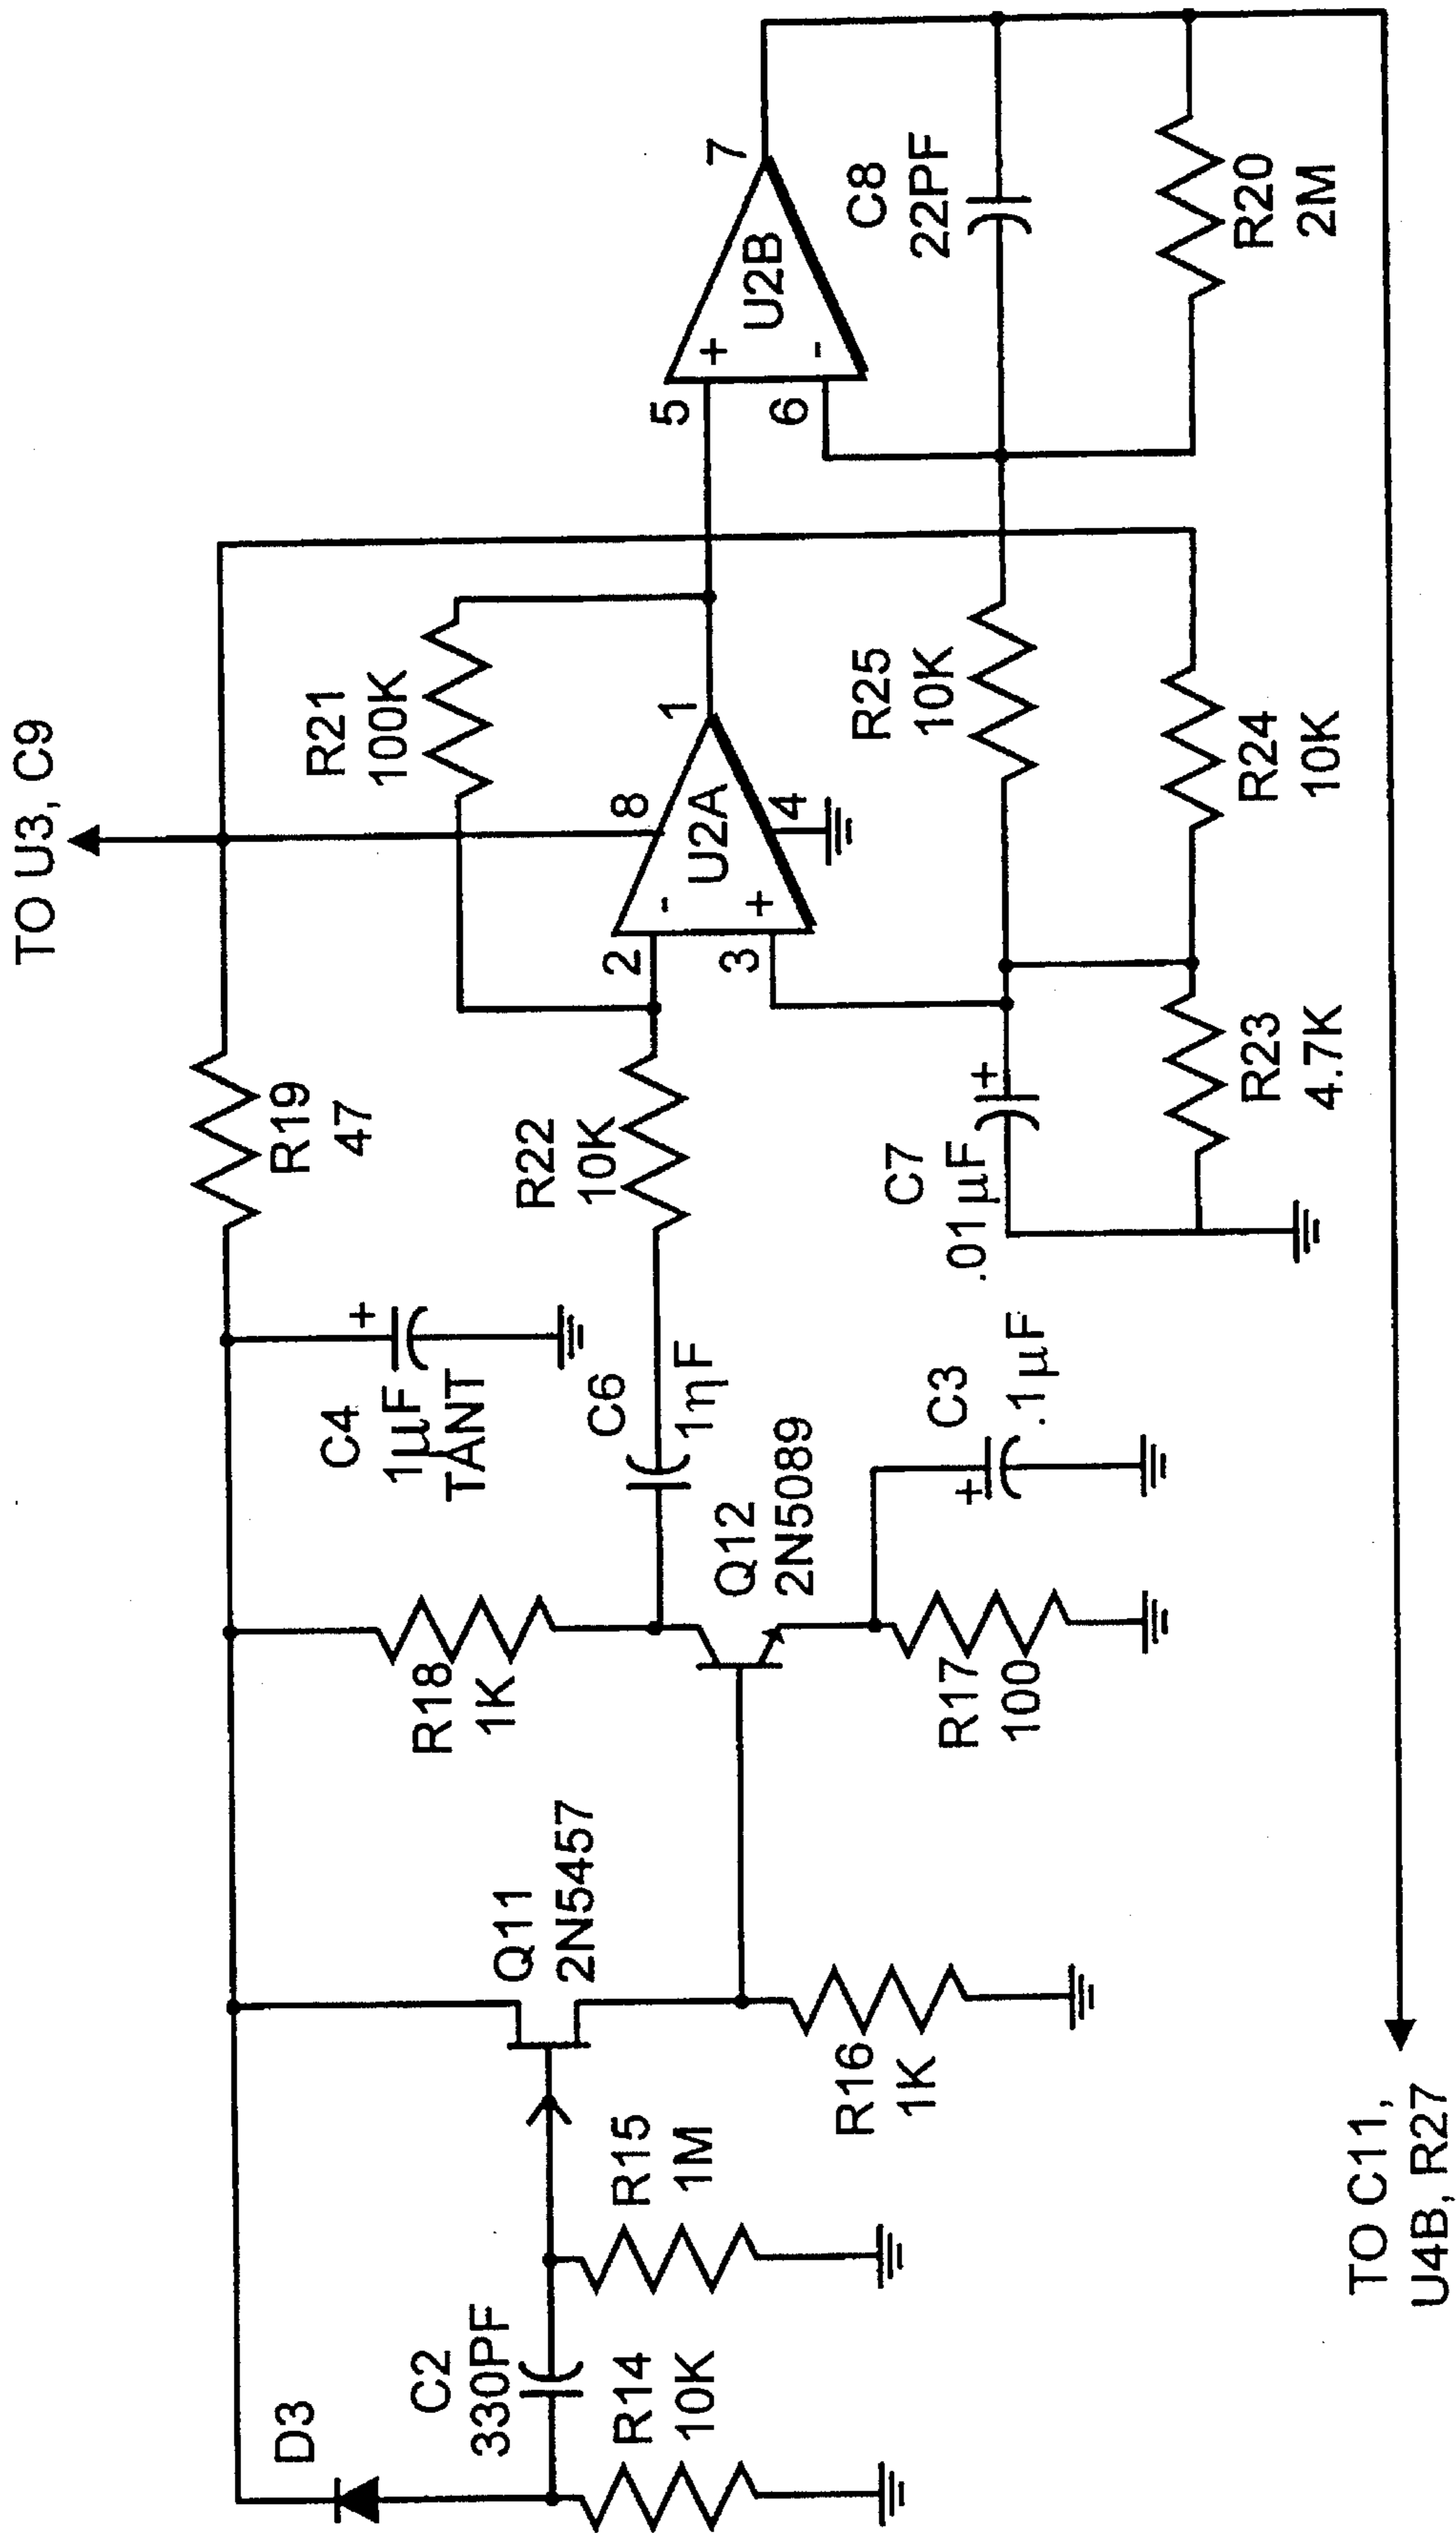 TO U3, C9
D3
C2
330PF
R14
10K
R15
1M
Q11
2N5457
R16
1K
R18
1K
Q12
2N5089
R17
100
C3
.1µF
C4
1µF
TANT
C6
1ηF
R19
47
R22
10K
C7
.01µF
+
+
+
R23
4.7K
R24
10K
R25
10K
R21
100K
2
3
-
+
U2A
8
4
1
5
6
+
-
U2B
7
C8
22PF
R20
2M
TO C11,
U4B, R27